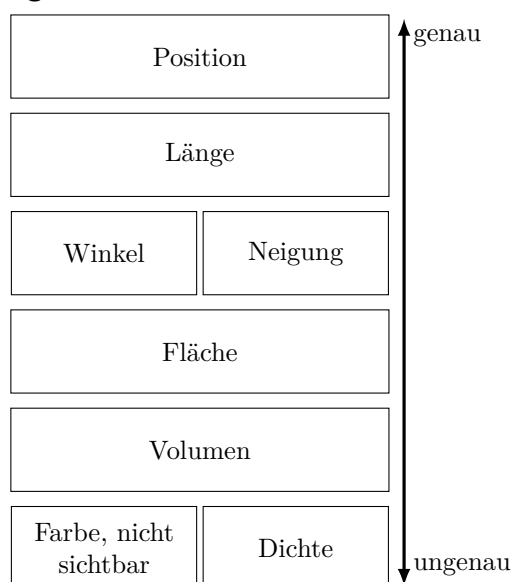 Position
genau
Länge
Winkel
Neigung
Fläche
Volumen
Farbe, nicht
sichtbar
Dichte
ungenau